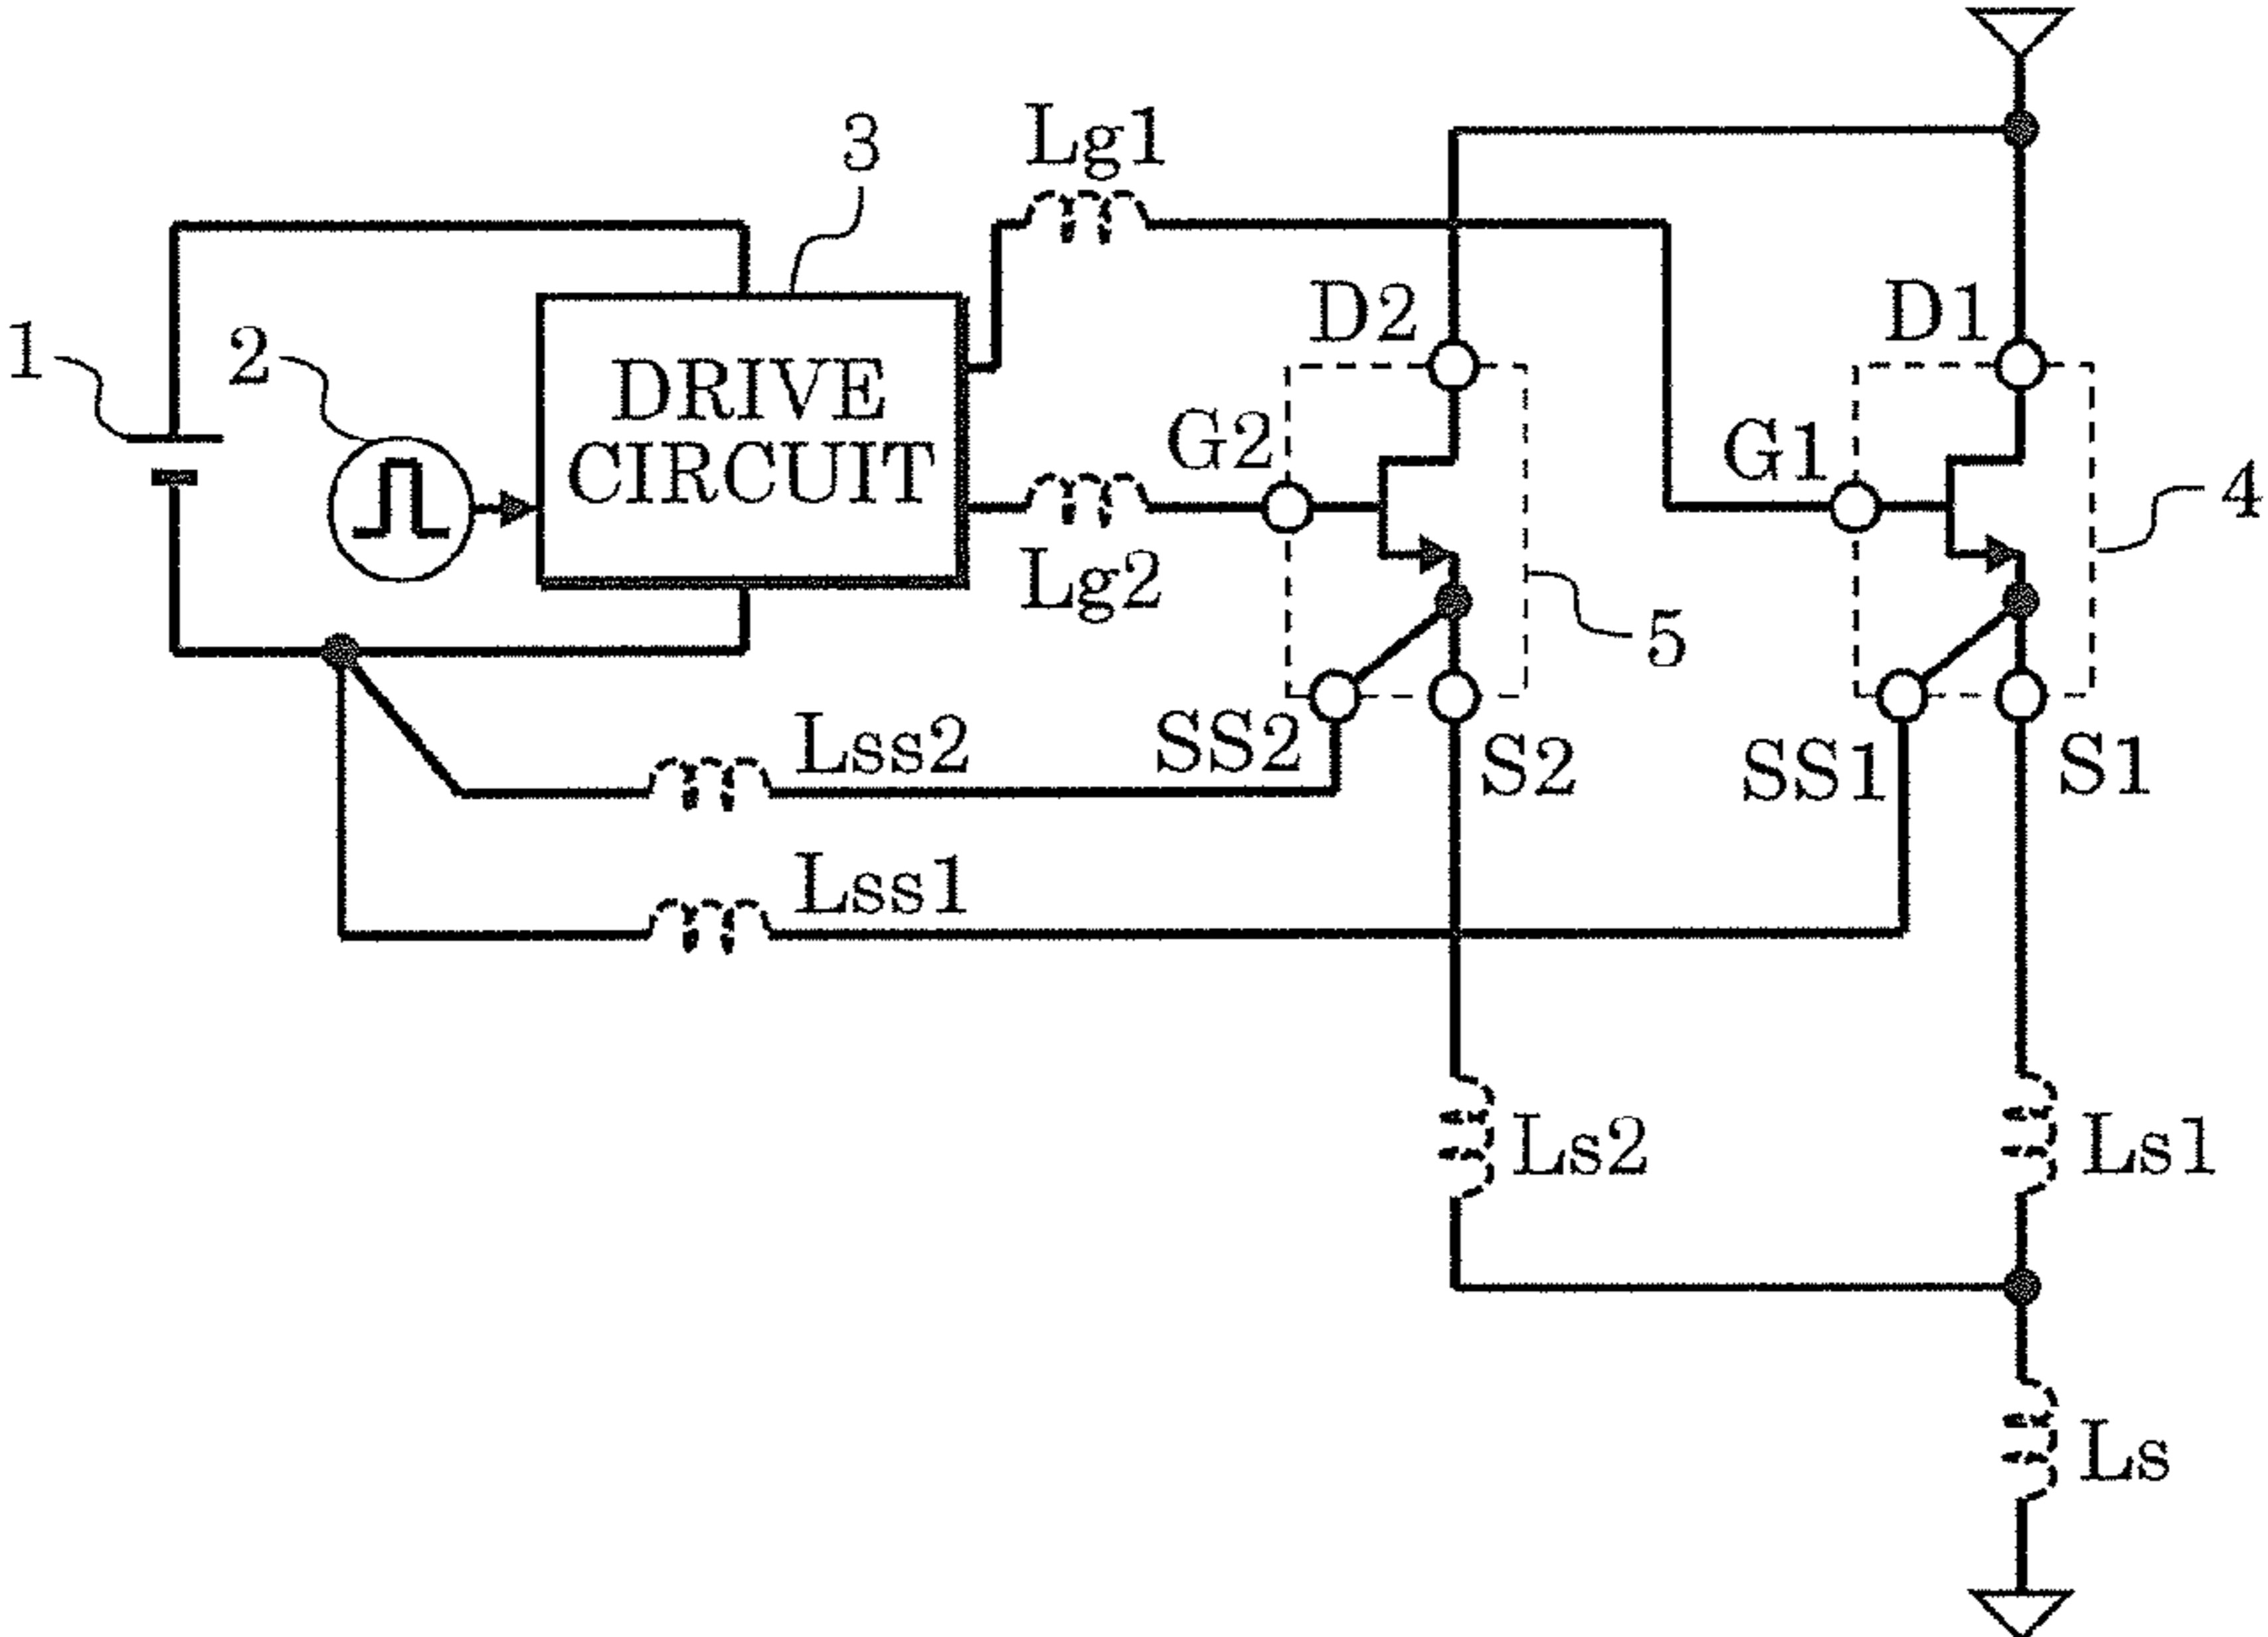 Lg1
3
D2
D1
1
2
DRIVE
CIRCUIT
G2
G1
4
Lg2
5
Lss2
SS2
S2
SS1
S1
Lss1
Ls2
Ls1
Ls